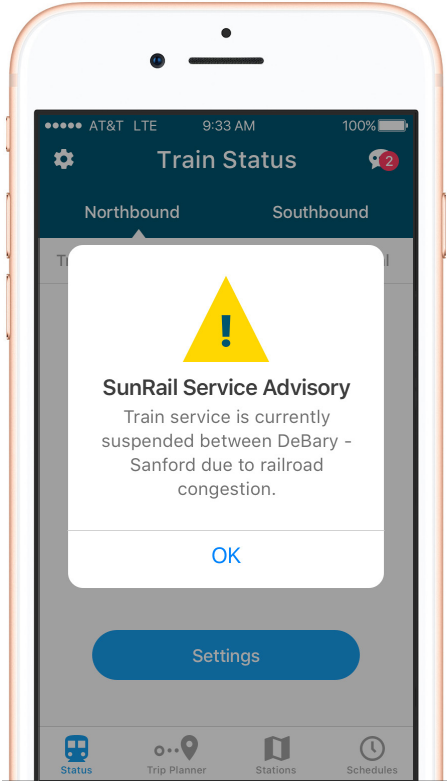 AT&T LTE 9:33 AM 100%
Train Status 2
Northbound Southbound
!
SunRail Service Advisory
Train service is currently
suspended between DeBary -
Sanford due to railroad
congestion.
OK
Settings
Status Trip Planner Stations Schedules